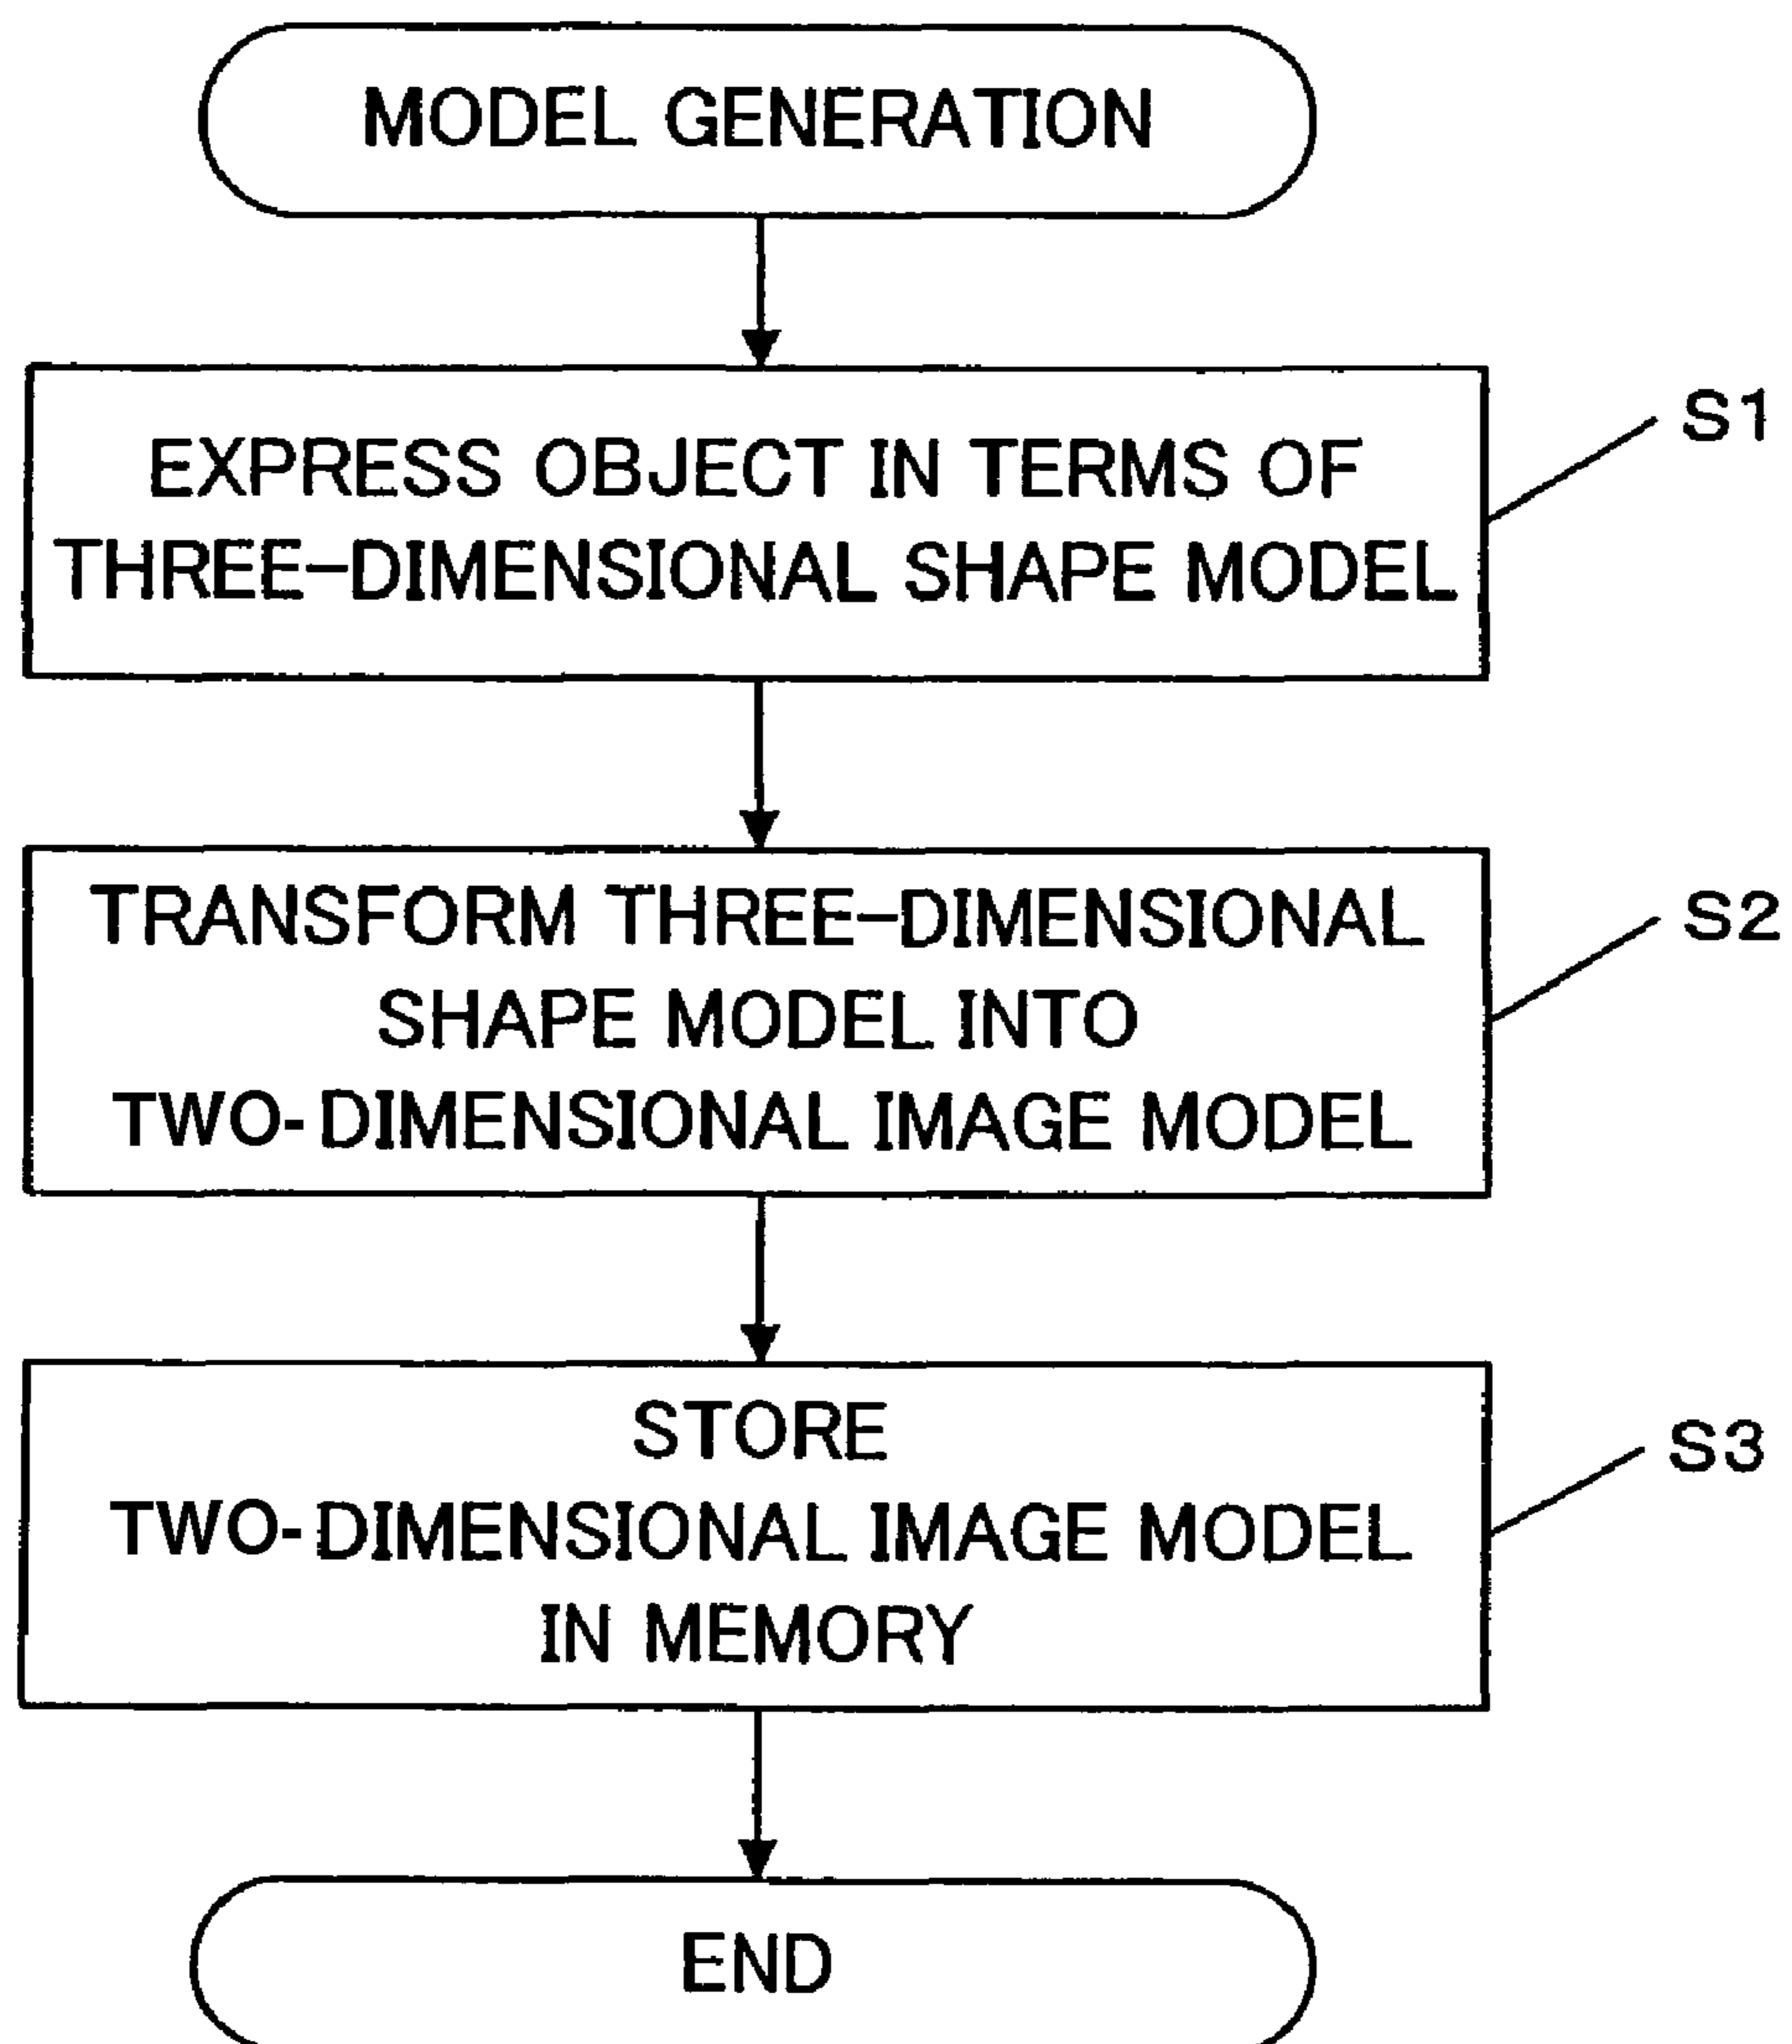 MODEL GENERATION
EXPRESS OBJECT IN TERMS OF
THREE-DIMENSIONAL SHAPE MODEL
S1
TRANSFORM THREE-DIMENSIONAL
SHAPE MODEL INTO
TWO-DIMENSIONAL IMAGE MODEL
S2
STORE
TWO-DIMENSIONAL IMAGE MODEL
IN MEMORY
S3
END